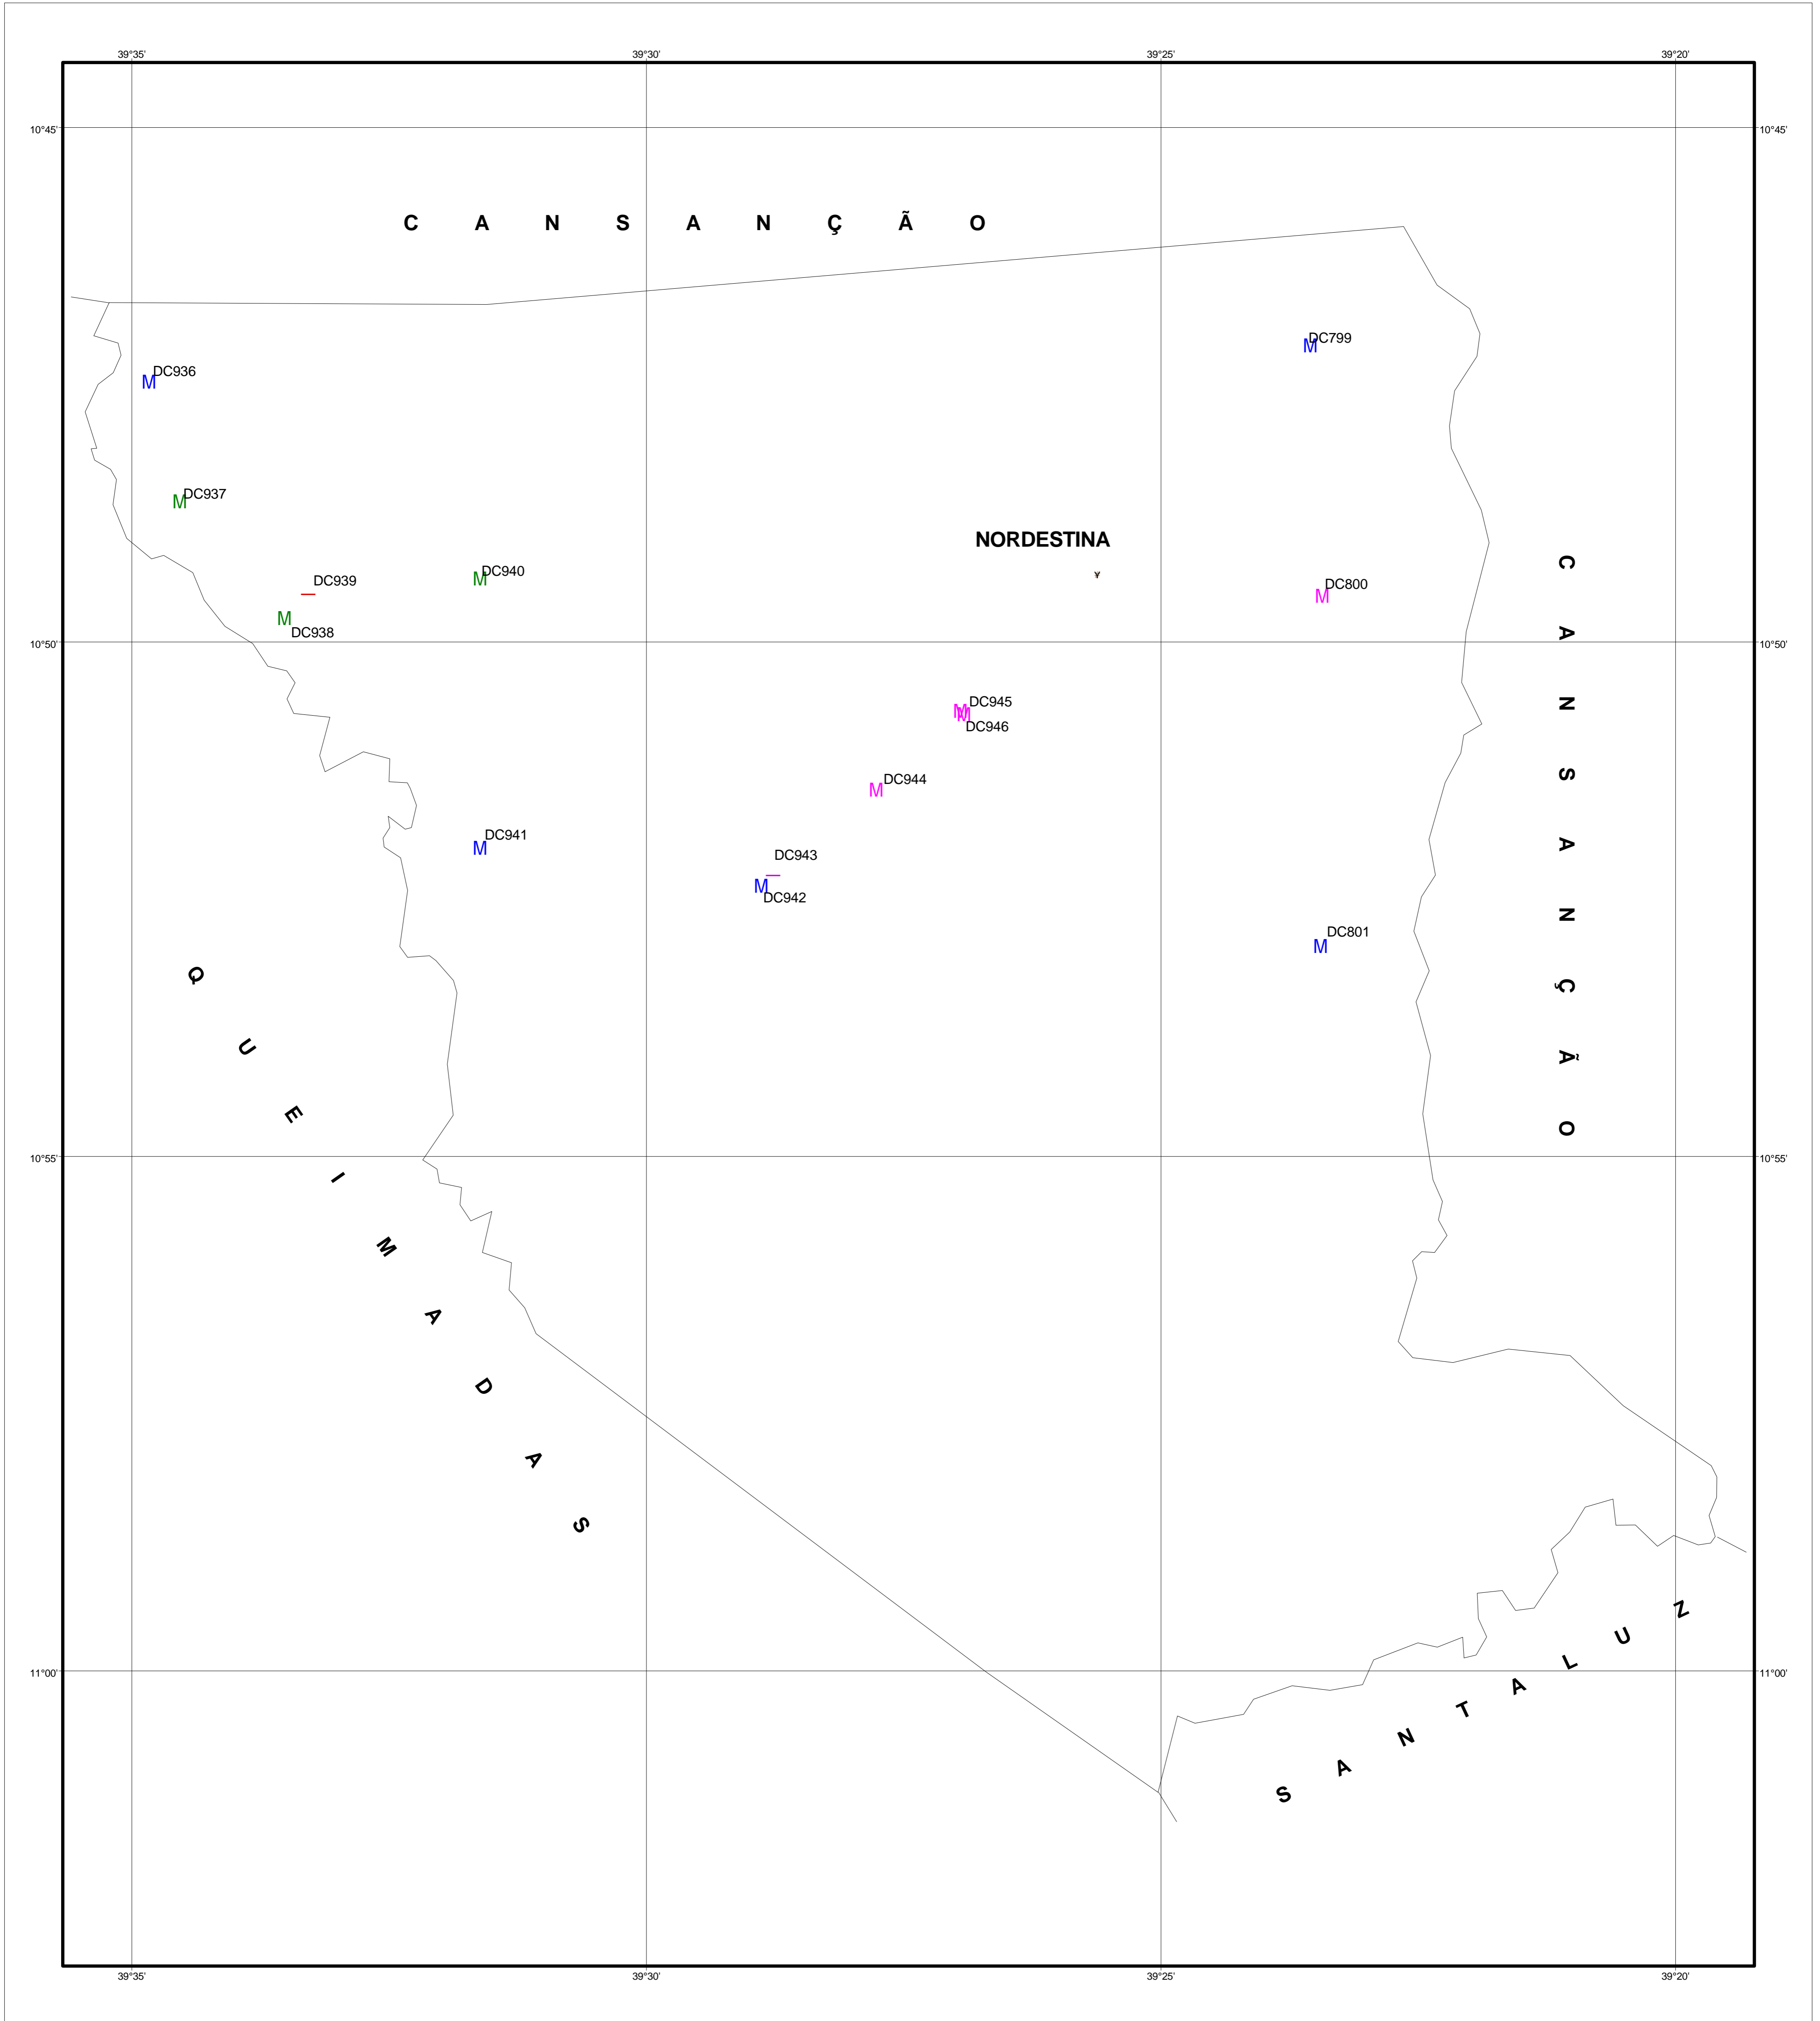 39°35' 39°30' 39°25' 39°20'
10°45' 10°45'
C A N S A N Ç Ã O
DC799
M
DC936
M
DC937
M
NORDESTINA
DC940
M
DC939
DC800
M
M
DC938
10°50' 10°50'
C A N S A N Ç Ã O
DC945
M
M
DC946
DC944
M
DC941
M
DC943
M
DC942
DC801
M
Q U E I M A D A S
10°55' 10°55'
S A N T A L U Z
11°00' 11°00'
39°35' 39°30' 39°25' 39°20'